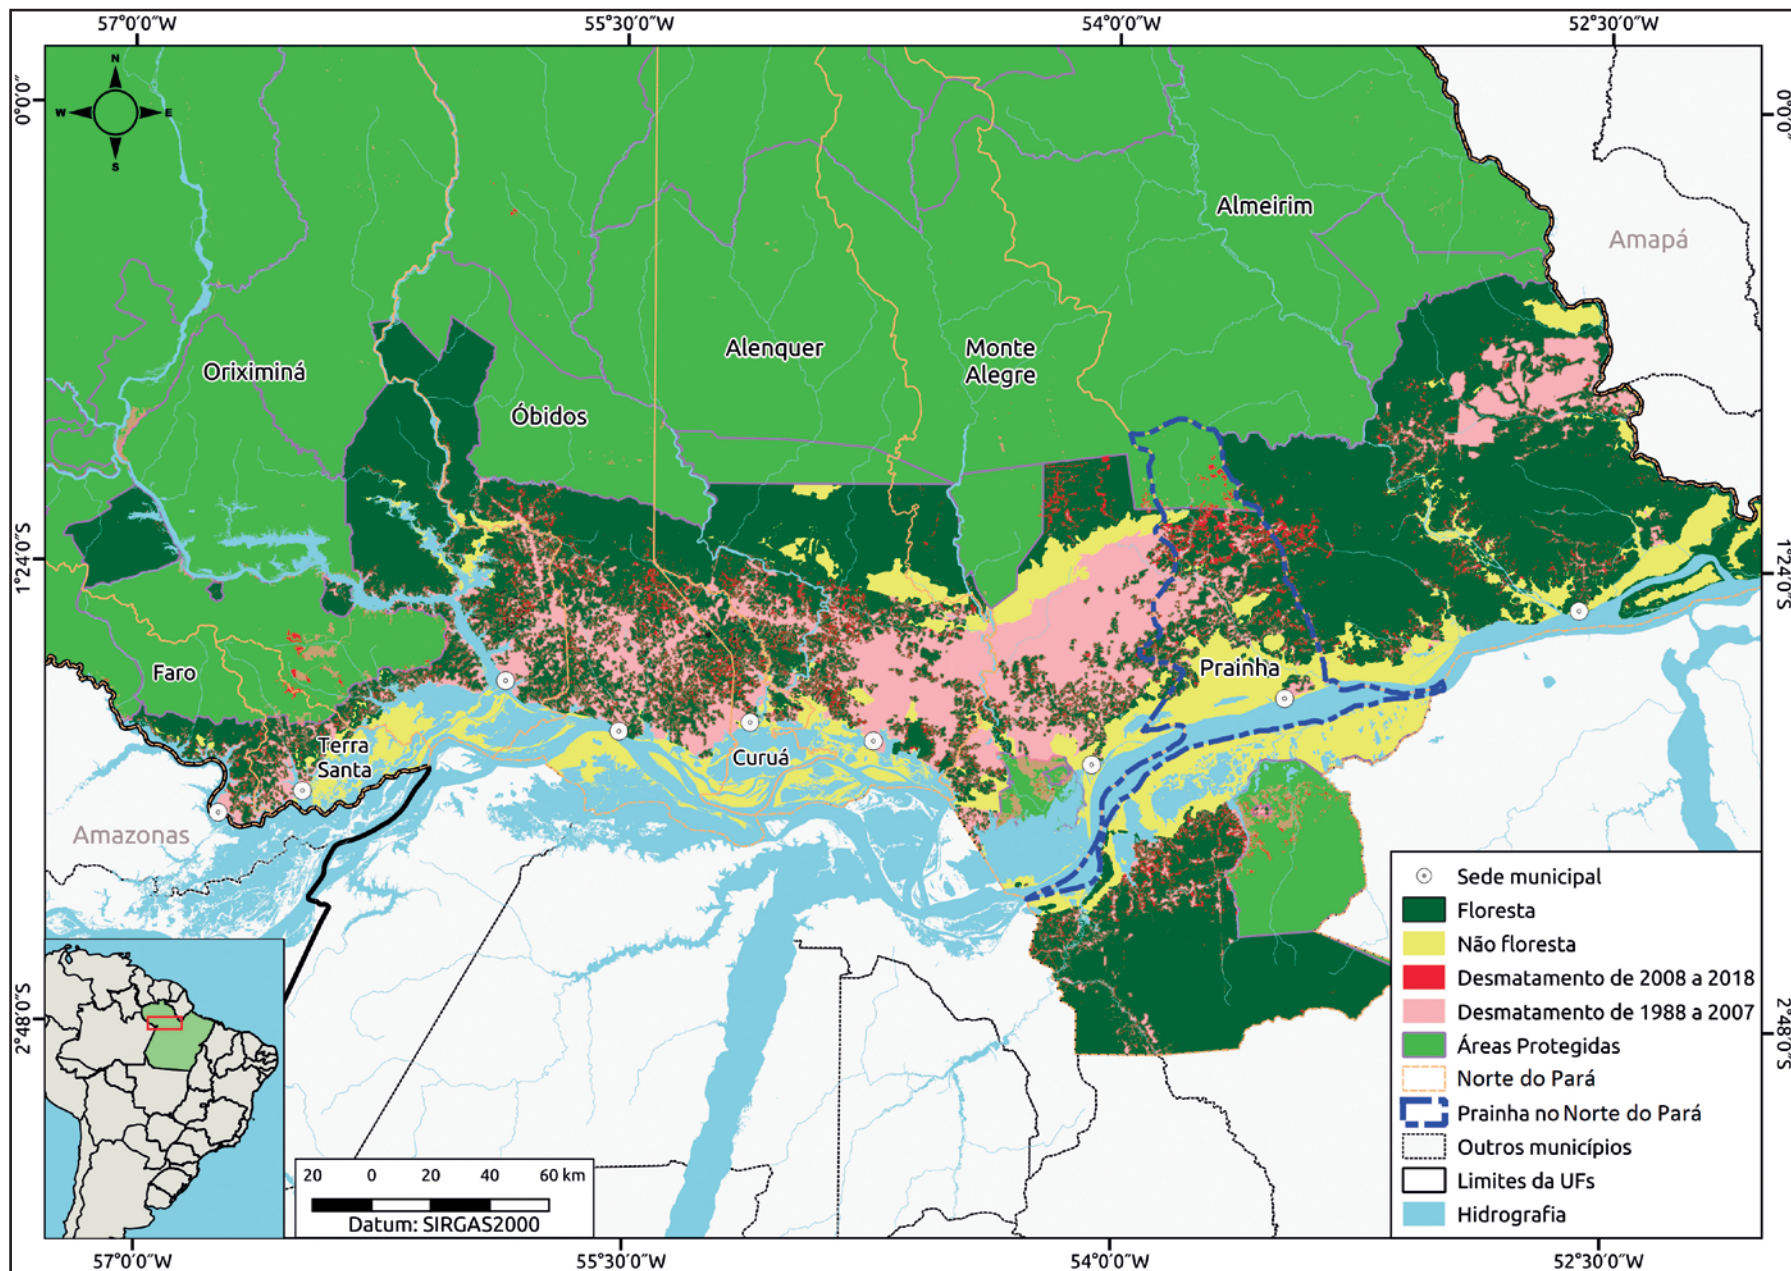 57°0'0"W
55°30'0"W
54°0'0"W
52°30'0"W
0°0'0"
0°0'0"
N
W
E
S
Almeirim
Amapá
Oriximiná
Alenquer
Monte
Alegre
Óbidos
1°24'0"S
1°24'0"S
Faro
Prainha
Terra
Santa
Curuá
Amazonas
2°48'0"S
2°48'0"S
Sede municipal
Floresta
Não floresta
Desmatamento de 2008 a 2018
Desmatamento de 1988 a 2007
Áreas Protegidas
Norte do Pará
Prainha no Norte do Pará
Outros municípios
Limites da UFs
Hidrografia
20 0 20 40 60 km
Datum: SIRGAS2000
57°0'0"W
55°30'0"W
54°0'0"W
52°30'0"W